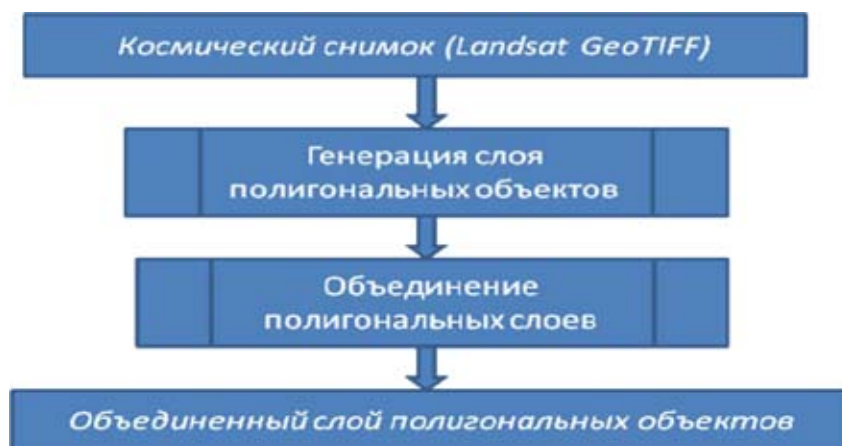 Космический снимок (Landsat GeoTIFF)
Генерация слоя
полигональных объектов
Объединение
полигональных слоев
Объединенный слой полигональных объектов